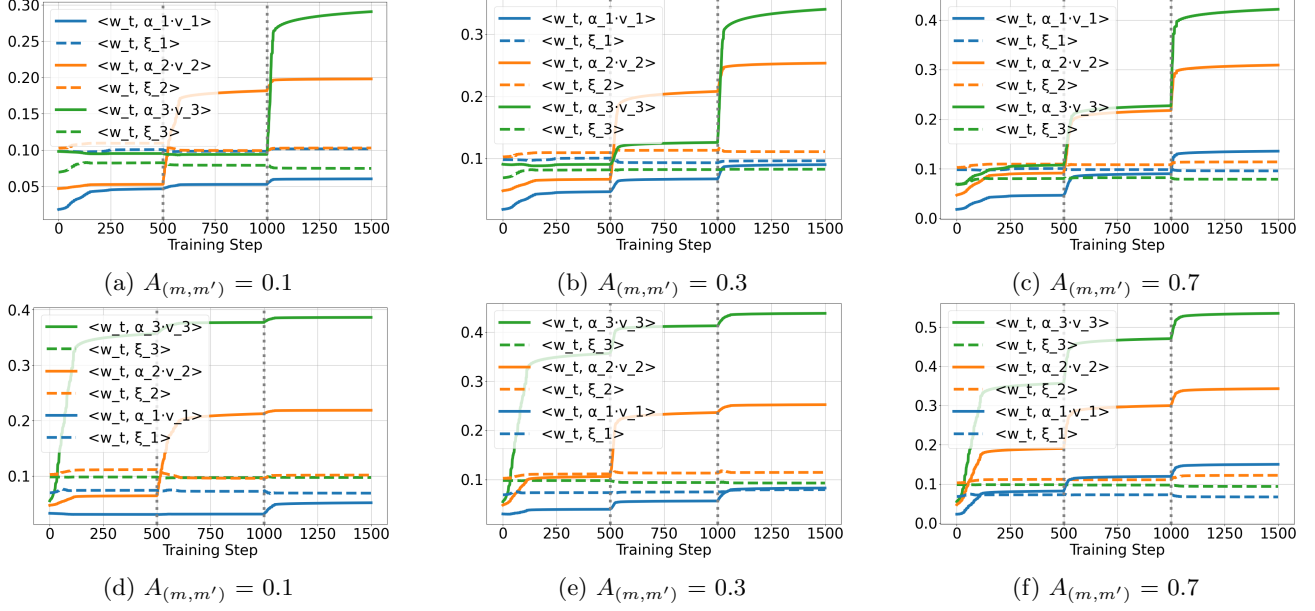 0.30
0.25
0.20
0.15
0.10
0.05
<w_t, α_1·v_1>
<w_t, ξ_1>
<w_t, α_2·v_2>
<w_t, ξ_2>
<w_t, α_3·v_3>
<w_t, ξ_3>
0 250 500 750 1000 1250 1500
Training Step
(a) A(m,m′) = 0.1
0.3
0.2
0.1
<w_t, α_1·v_1>
<w_t, ξ_1>
<w_t, α_2·v_2>
<w_t, ξ_2>
<w_t, α_3·v_3>
<w_t, ξ_3>
0 250 500 750 1000 1250 1500
Training Step
(b) A(m,m′) = 0.3
0.4
0.3
0.2
0.1
0.0
<w_t, α_1·v_1>
<w_t, ξ_1>
<w_t, α_2·v_2>
<w_t, ξ_2>
<w_t, α_3·v_3>
<w_t, ξ_3>
0 250 500 750 1000 1250 1500
Training Step
(c) A(m,m′) = 0.7
0.4
0.3
0.2
0.1
<w_t, α_3·v_3>
<w_t, ξ_3>
<w_t, α_2·v_2>
<w_t, ξ_2>
<w_t, α_1·v_1>
<w_t, ξ_1>
0 250 500 750 1000 1250 1500
Training Step
(d) A(m,m′) = 0.1
0.4
0.3
0.2
0.1
<w_t, α_3·v_3>
<w_t, ξ_3>
<w_t, α_2·v_2>
<w_t, ξ_2>
<w_t, α_1·v_1>
<w_t, ξ_1>
0 250 500 750 1000 1250 1500
Training Step
(e) A(m,m′) = 0.3
0.5
0.4
0.3
0.2
0.1
0.0
<w_t, α_3·v_3>
<w_t, ξ_3>
<w_t, α_2·v_2>
<w_t, ξ_2>
<w_t, α_1·v_1>
<w_t, ξ_1>
0 250 500 750 1000 1250 1500
Training Step
(f) A(m,m′) = 0.7